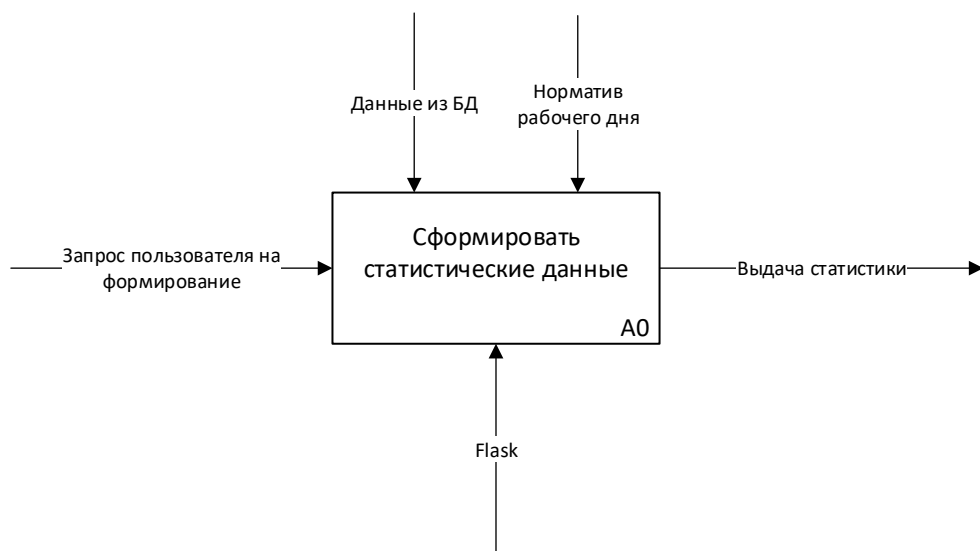 Данные из БД
Норматив
рабочего дня
Сформировать
статистические данные
A0
Запрос пользователя на
формирование
Выдача статистики
Flask